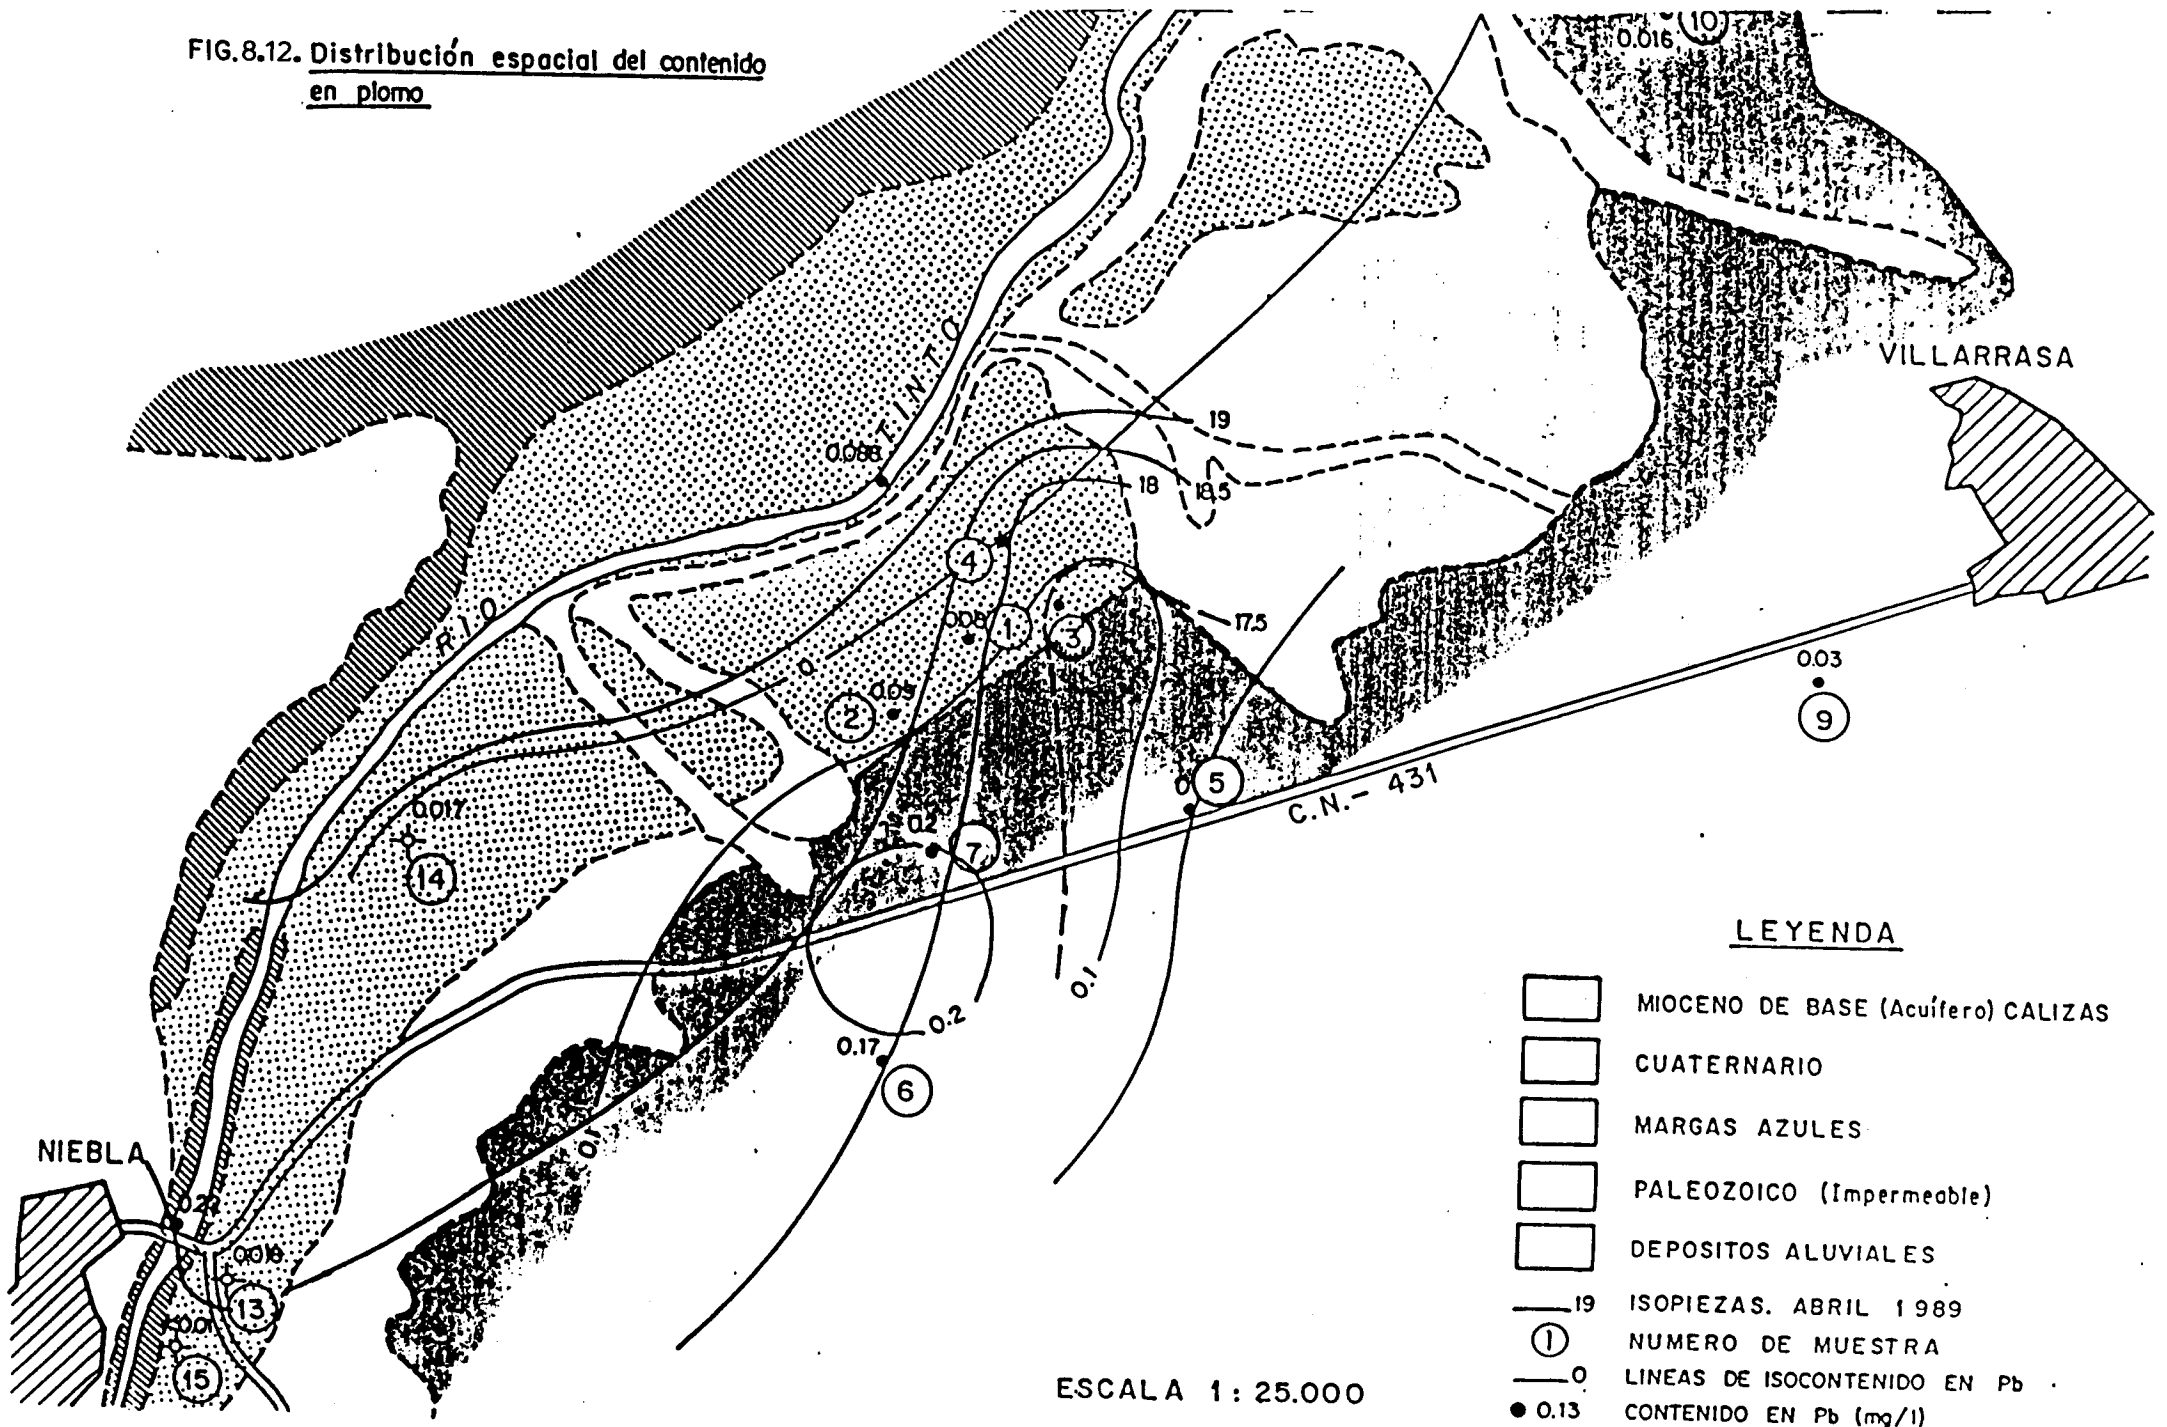 FIG.8.12. Distribución espacial del contenido
en plomo
10
0.016
VILLARRASA
RIO TINTO
0.088
19
18.5
18
4
17.5
0.08
1
3
0
0.09
2
0.03
9
0
5
C.N.- 431
0.2
7
0.017
14
0.1
0.2
0.17
6
0.1
NIEBLA
0.22
0.018
13
0.01
15
LEYENDA
MIOCENO DE BASE (Acuífero) CALIZAS
CUATERNARIO
MARGAS AZULES
PALEOZOICO (Impermeable)
DEPOSITOS ALUVIALES
19 ISOPIEZAS. ABRIL 1989
1 NUMERO DE MUESTRA
0 LINEAS DE ISOCONTENIDO EN Pb
0.13 CONTENIDO EN Pb (mg/l)
ESCALA 1:25.000